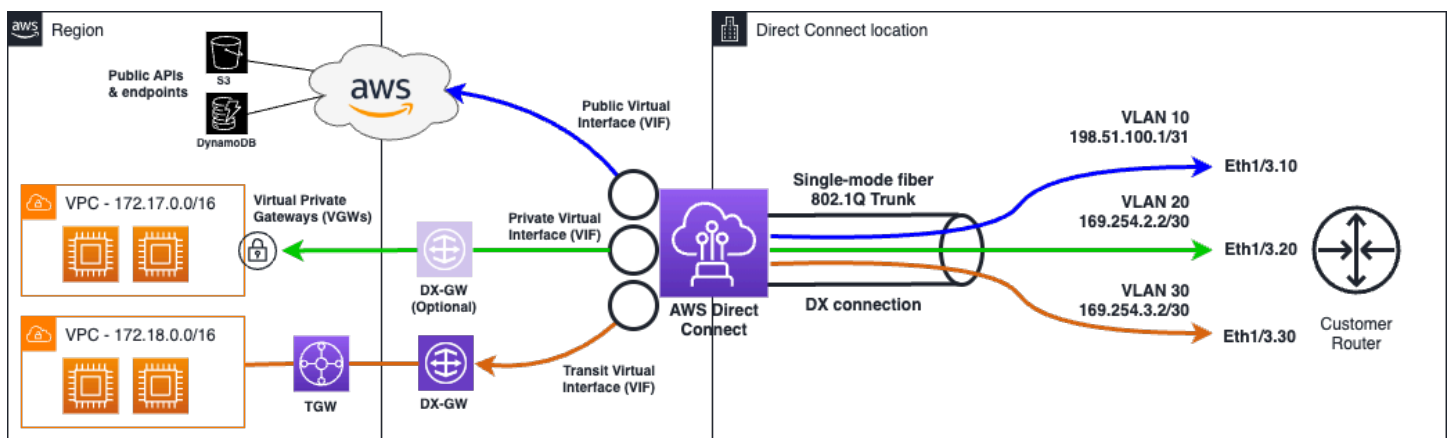 aws
Region
Public APIs
& endpoints
S3
DynamoDB
aws
Public Virtual
Interface (VIF)
VPC - 172.17.0.0/16
Virtual Private
Gateways (VGWs)
Private Virtual
Interface (VIF)
DX-GW
(Optional)
VPC - 172.18.0.0/16
TGW
DX-GW
Transit Virtual
Interface (VIF)
AWS Direct
Connect
Direct Connect location
Single-mode fiber
802.1Q Trunk
DX connection
VLAN 10
198.51.100.1/31
Eth1/3.10
VLAN 20
169.254.2.2/30
Eth1/3.20
VLAN 30
169.254.3.2/30
Eth1/3.30
Customer
Router